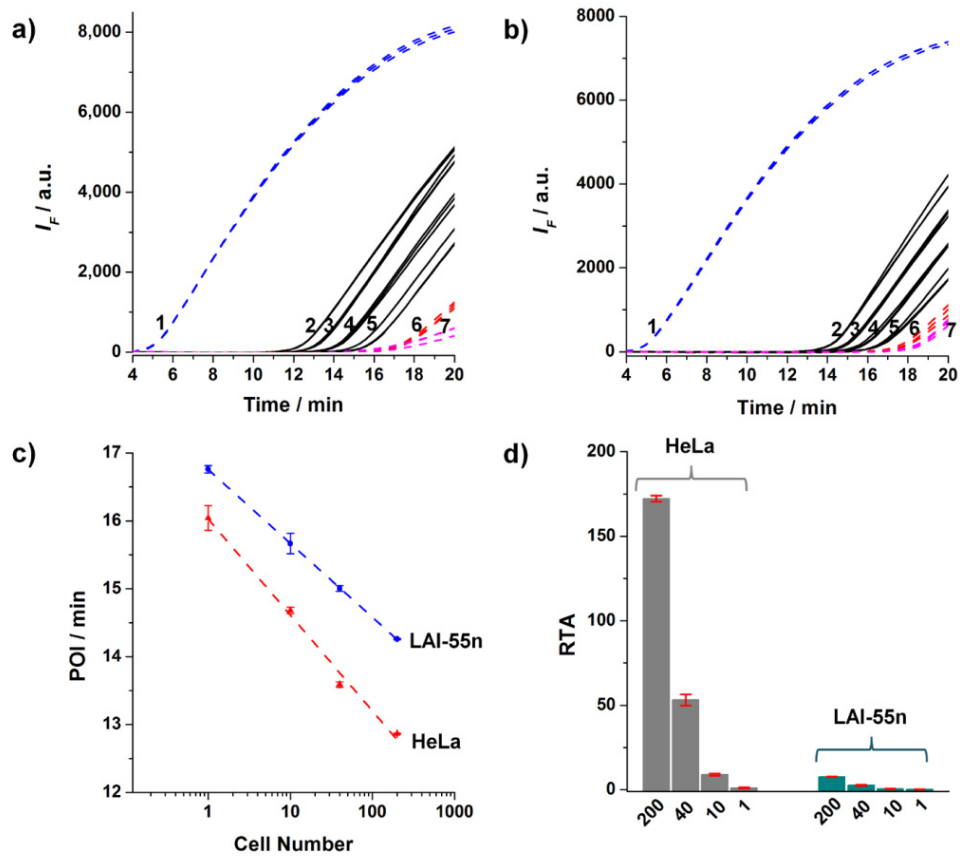 a)
8,000
6,000
4,000
2,000
0
I_F / a.u.
1
2 3 4 5 6 7
4 6 8 10 12 14 16 18 20
Time / min
b)
8000
6000
4000
2000
0
I_F / a.u.
1
2 3 4 5 6 7
4 6 8 10 12 14 16 18 20
Time / min
c)
17
16
15
14
13
12
POI / min
LAI-55n
HeLa
1 10 100 1000
Cell Number
d)
200
150
100
50
0
RTA
HeLa
LAI-55n
200 40 10 1 200 40 10 1